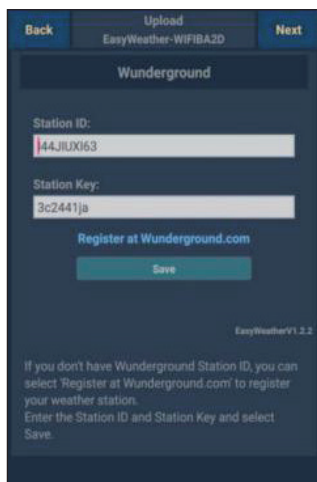 Back
Upload
EasyWeather-WIFIBA2D
Next
Wunderground
Station ID:
i44JIUXI63
Station Key:
3c2441ja
Register at Wunderground.com
Save
EasyWeatherV1.2.2
If you don't have Wunderground Station ID, you can
select 'Register at Wunderground.com' to register
your weather station.
Enter the Station ID and Station Key and select
Save.